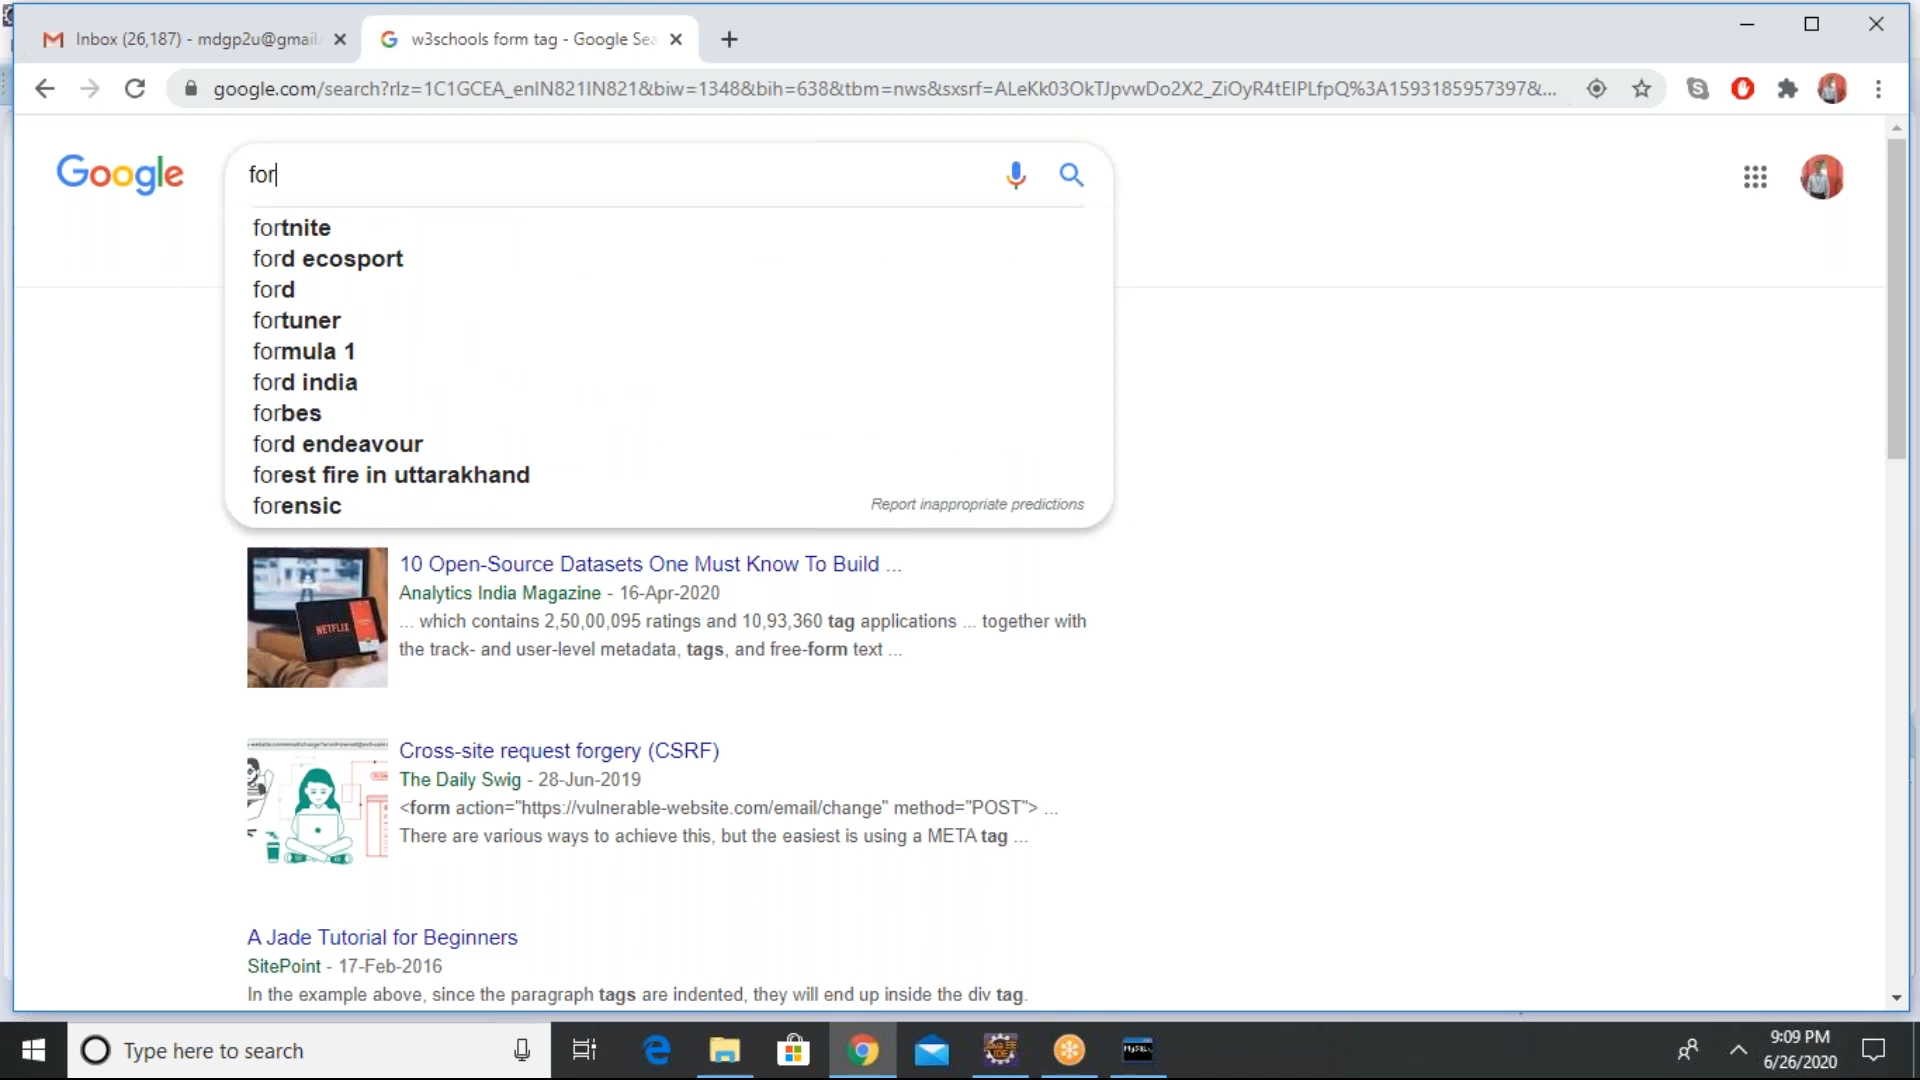 Inbox (26,187) - mdgp2u@gmail.
w3schools form tag - Google Sea
google.com/search?rlz=1C1GCEA_enIN821IN821&biw=1348&bih=638&tbm=nws&sxsrf=ALeKk03OkTJpvwDo2X2_ZiOyR4tEIPLfpQ%3A1593185957397&...
Google
for
fortnite
ford ecosport
ford
fortuner
formula 1
ford india
forbes
ford endeavour
forest fire in uttarakhand
forensic
Report inappropriate predictions
10 Open-Source Datasets One Must Know To Build ...
Analytics India Magazine - 16-Apr-2020
... which contains 2,50,00,095 ratings and 10,93,360 tag applications ... together with
the track- and user-level metadata, tags, and free-form text ...
NETFLIX
Cross-site request forgery (CSRF)
The Daily Swig - 28-Jun-2019
<form action="https://vulnerable-website.com/email/change" method="POST"> ...
There are various ways to achieve this, but the easiest is using a META tag ...
A Jade Tutorial for Beginners
SitePoint - 17-Feb-2016
In the example above, since the paragraph tags are indented, they will end up inside the div tag.
Type here to search
9:09 PM
6/26/2020